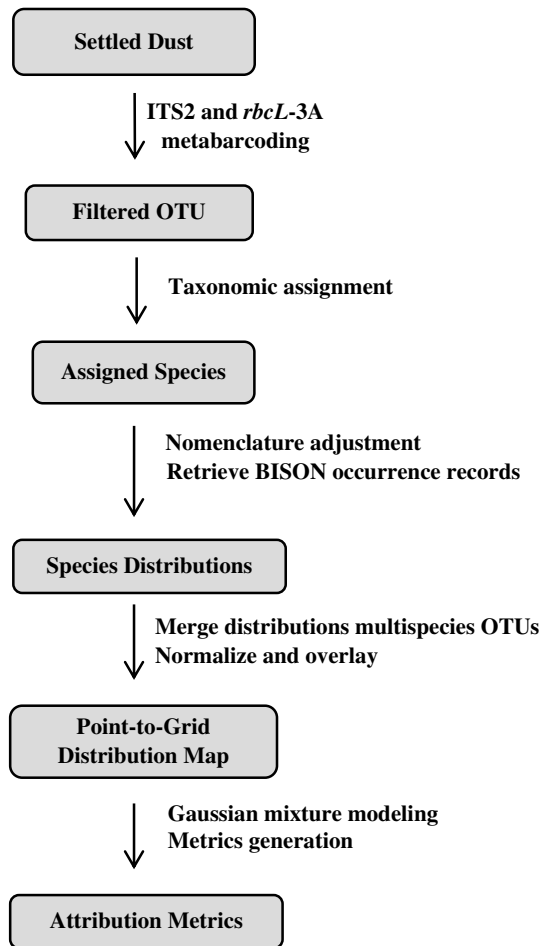 Settled Dust
ITS2 and rbcL-3A
metabarcoding
Filtered OTU
Taxonomic assignment
Assigned Species
Nomenclature adjustment
Retrieve BISON occurrence records
Species Distributions
Merge distributions multispecies OTUs
Normalize and overlay
Point-to-Grid
Distribution Map
Gaussian mixture modeling
Metrics generation
Attribution Metrics